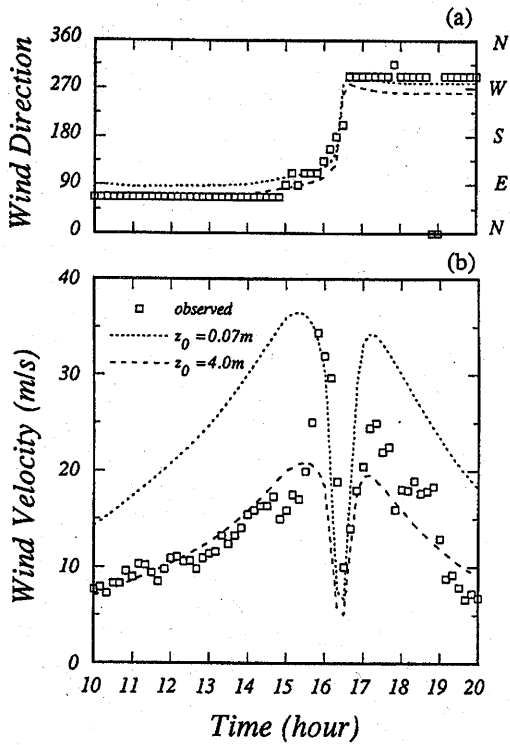 (a)
360
270
180
90
0
Wind Direction
N
W
S
E
N
(b)
40
30
20
10
0
Wind Velocity (m/s)
observed
z0 = 0.07m
z0 = 4.0m
10 11 12 13 14 15 16 17 18 19 20
Time (hour)